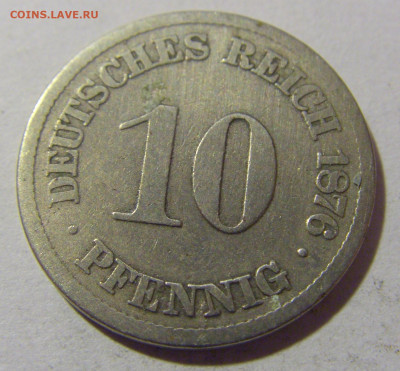 COINS.LAVE.RU
DEUTSCHES REICH 1876
10
· PFENNIG ·